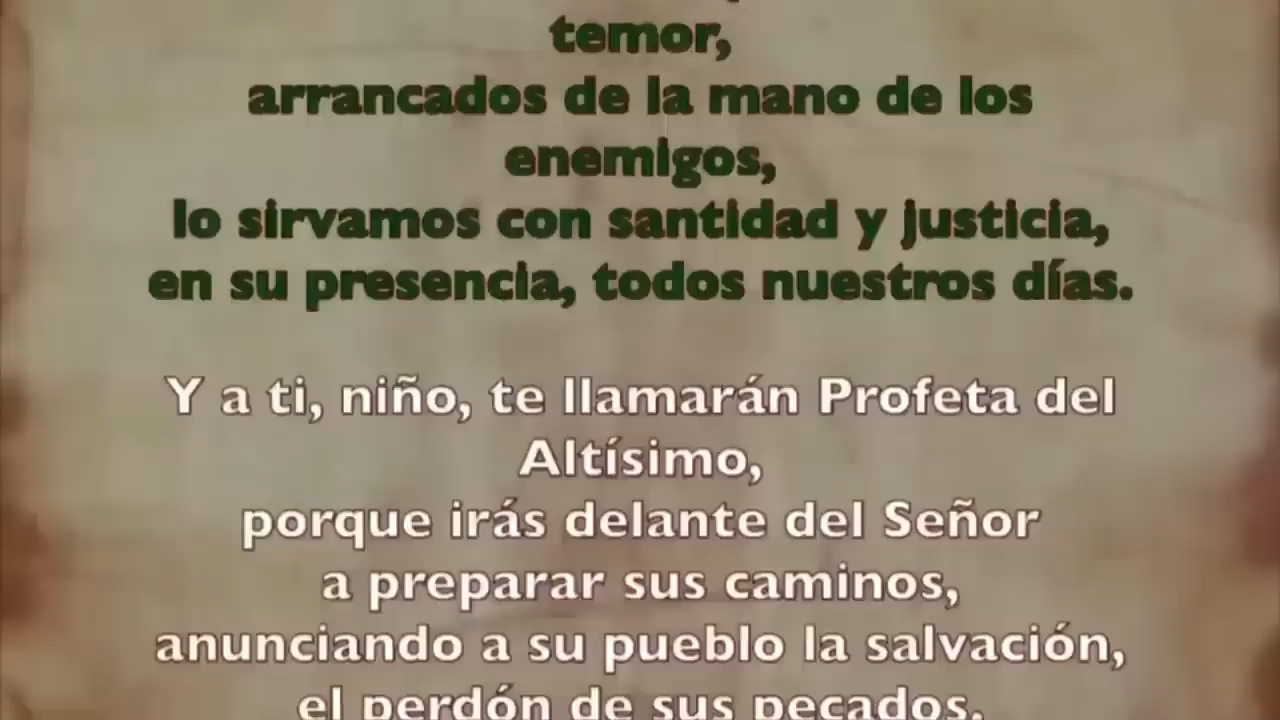 temor,
arrancados de la mano de los
enemigos,
lo sirvamos con santidad y justicia,
en su presencia, todos nuestros días.
Y a ti, niño, te llamarán Profeta del
Altísimo,
porque irás delante del Señor
a preparar sus caminos,
anunciando a su pueblo la salvación,
el perdón de sus pecados.